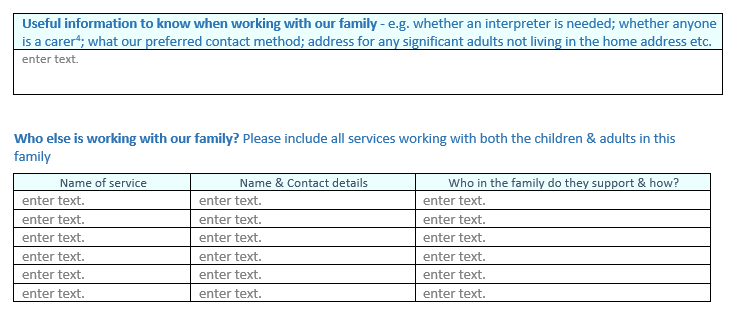 Useful information to know when working with our family - e.g. whether an interpreter is needed; whether anyone
is a carer⁴; what our preferred contact method; address for any significant adults not living in the home address etc.
enter text.
Who else is working with our family? Please include all services working with both the children & adults in this
family
Name of service Name & Contact details Who in the family do they support & how?
enter text. enter text. enter text.
enter text. enter text. enter text.
enter text. enter text. enter text.
enter text. enter text. enter text.
enter text. enter text. enter text.
enter text. enter text. enter text.